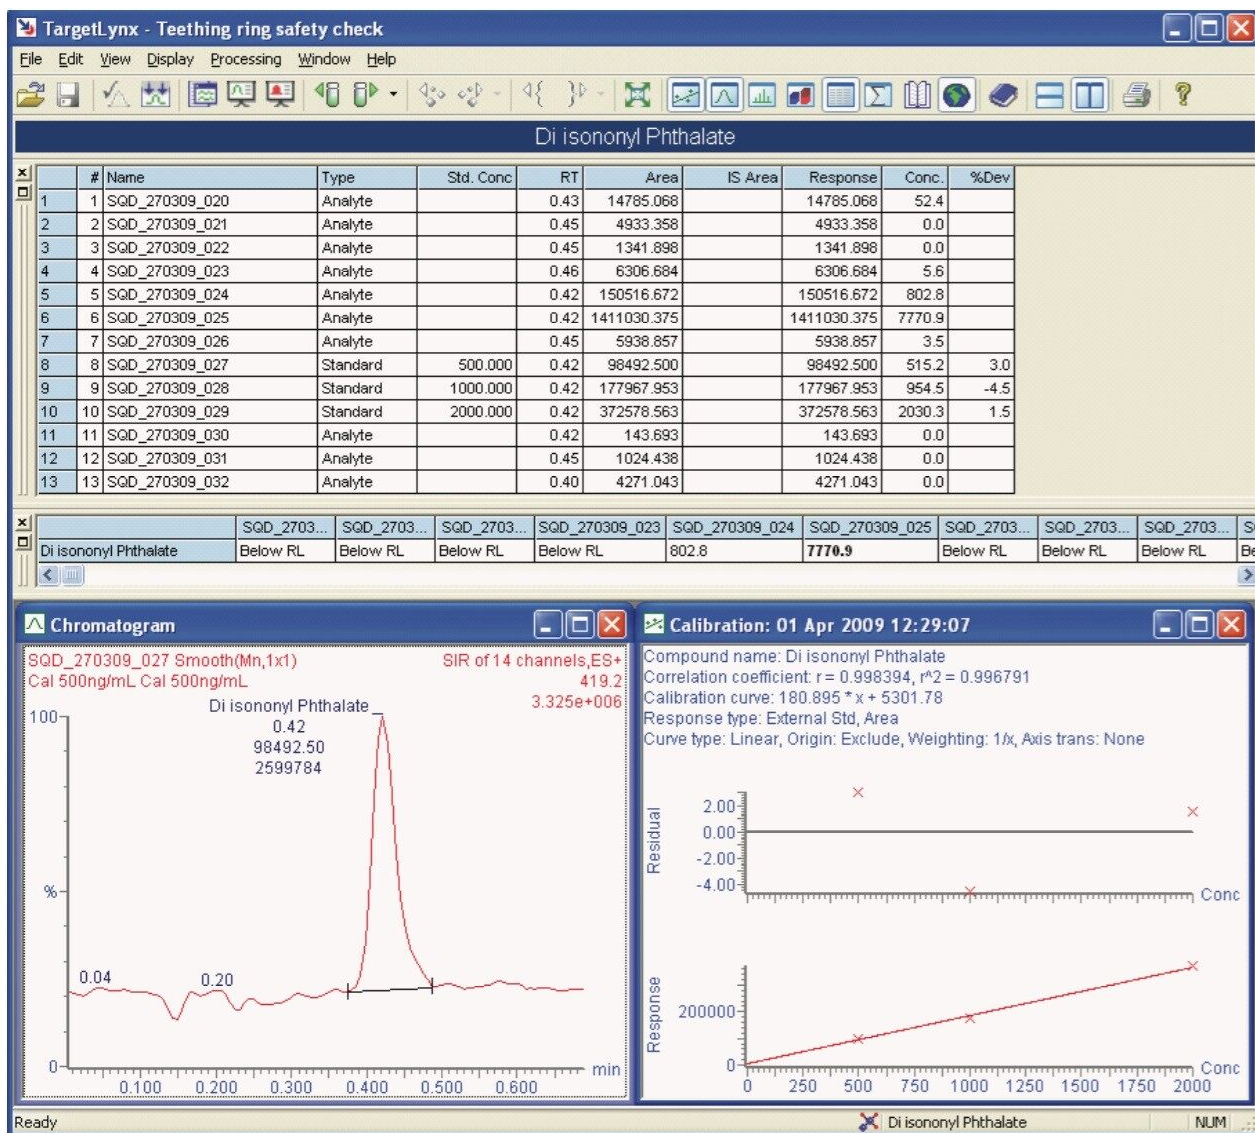 TargetLynx - Teething ring safety check
File Edit View Display Processing Window Help
Di isononyl Phthalate
# Name Type Std. Conc RT Area IS Area Response Conc. %Dev
1 1 SQD_270309_020 Analyte 0.43 14785.068 14785.068 52.4
2 2 SQD_270309_021 Analyte 0.45 4933.358 4933.358 0.0
3 3 SQD_270309_022 Analyte 0.45 1341.898 1341.898 0.0
4 4 SQD_270309_023 Analyte 0.46 6306.684 6306.684 5.6
5 5 SQD_270309_024 Analyte 0.42 150516.672 150516.672 802.8
6 6 SQD_270309_025 Analyte 0.42 1411030.375 1411030.375 7770.9
7 7 SQD_270309_026 Analyte 0.45 5938.857 5938.857 3.5
8 8 SQD_270309_027 Standard 500.000 0.42 98492.500 98492.500 515.2 3.0
9 9 SQD_270309_028 Standard 1000.000 0.42 177967.953 177967.953 954.5 -4.5
10 10 SQD_270309_029 Standard 2000.000 0.42 372578.563 372578.563 2030.3 1.5
11 11 SQD_270309_030 Analyte 0.42 143.693 143.693 0.0
12 12 SQD_270309_031 Analyte 0.45 1024.438 1024.438 0.0
13 13 SQD_270309_032 Analyte 0.40 4271.043 4271.043 0.0
SQD_2703... SQD_2703... SQD_2703... SQD_270309_023 SQD_270309_024 SQD_270309_025 SQD_2703... SQD_2703... SQD_2703... S
Di isononyl Phthalate Below RL Below RL Below RL Below RL 802.8 7770.9 Below RL Below RL Below RL Be
Chromatogram
SQD_270309_027 Smooth(Mn,1x1) SIR of 14 channels,ES+
Cal 500ng/mL Cal 500ng/mL 419.2
3.325e+006
Di isononyl Phthalate
0.42
98492.50
2599784
100
%
0.04 0.20
0
0.100 0.200 0.300 0.400 0.500 0.600 min
Calibration: 01 Apr 2009 12:29:07
Compound name: Di isononyl Phthalate
Correlation coefficient: r = 0.998394, r^2 = 0.996791
Calibration curve: 180.895 * x + 5301.78
Response type: External Std, Area
Curve type: Linear, Origin: Exclude, Weighting: 1/x, Axis trans: None
Residual
2.00
0.00
-2.00
-4.00
Conc
Response
200000
0
Conc
0 250 500 750 1000 1250 1500 1750 2000
Ready Di isononyl Phthalate NUM